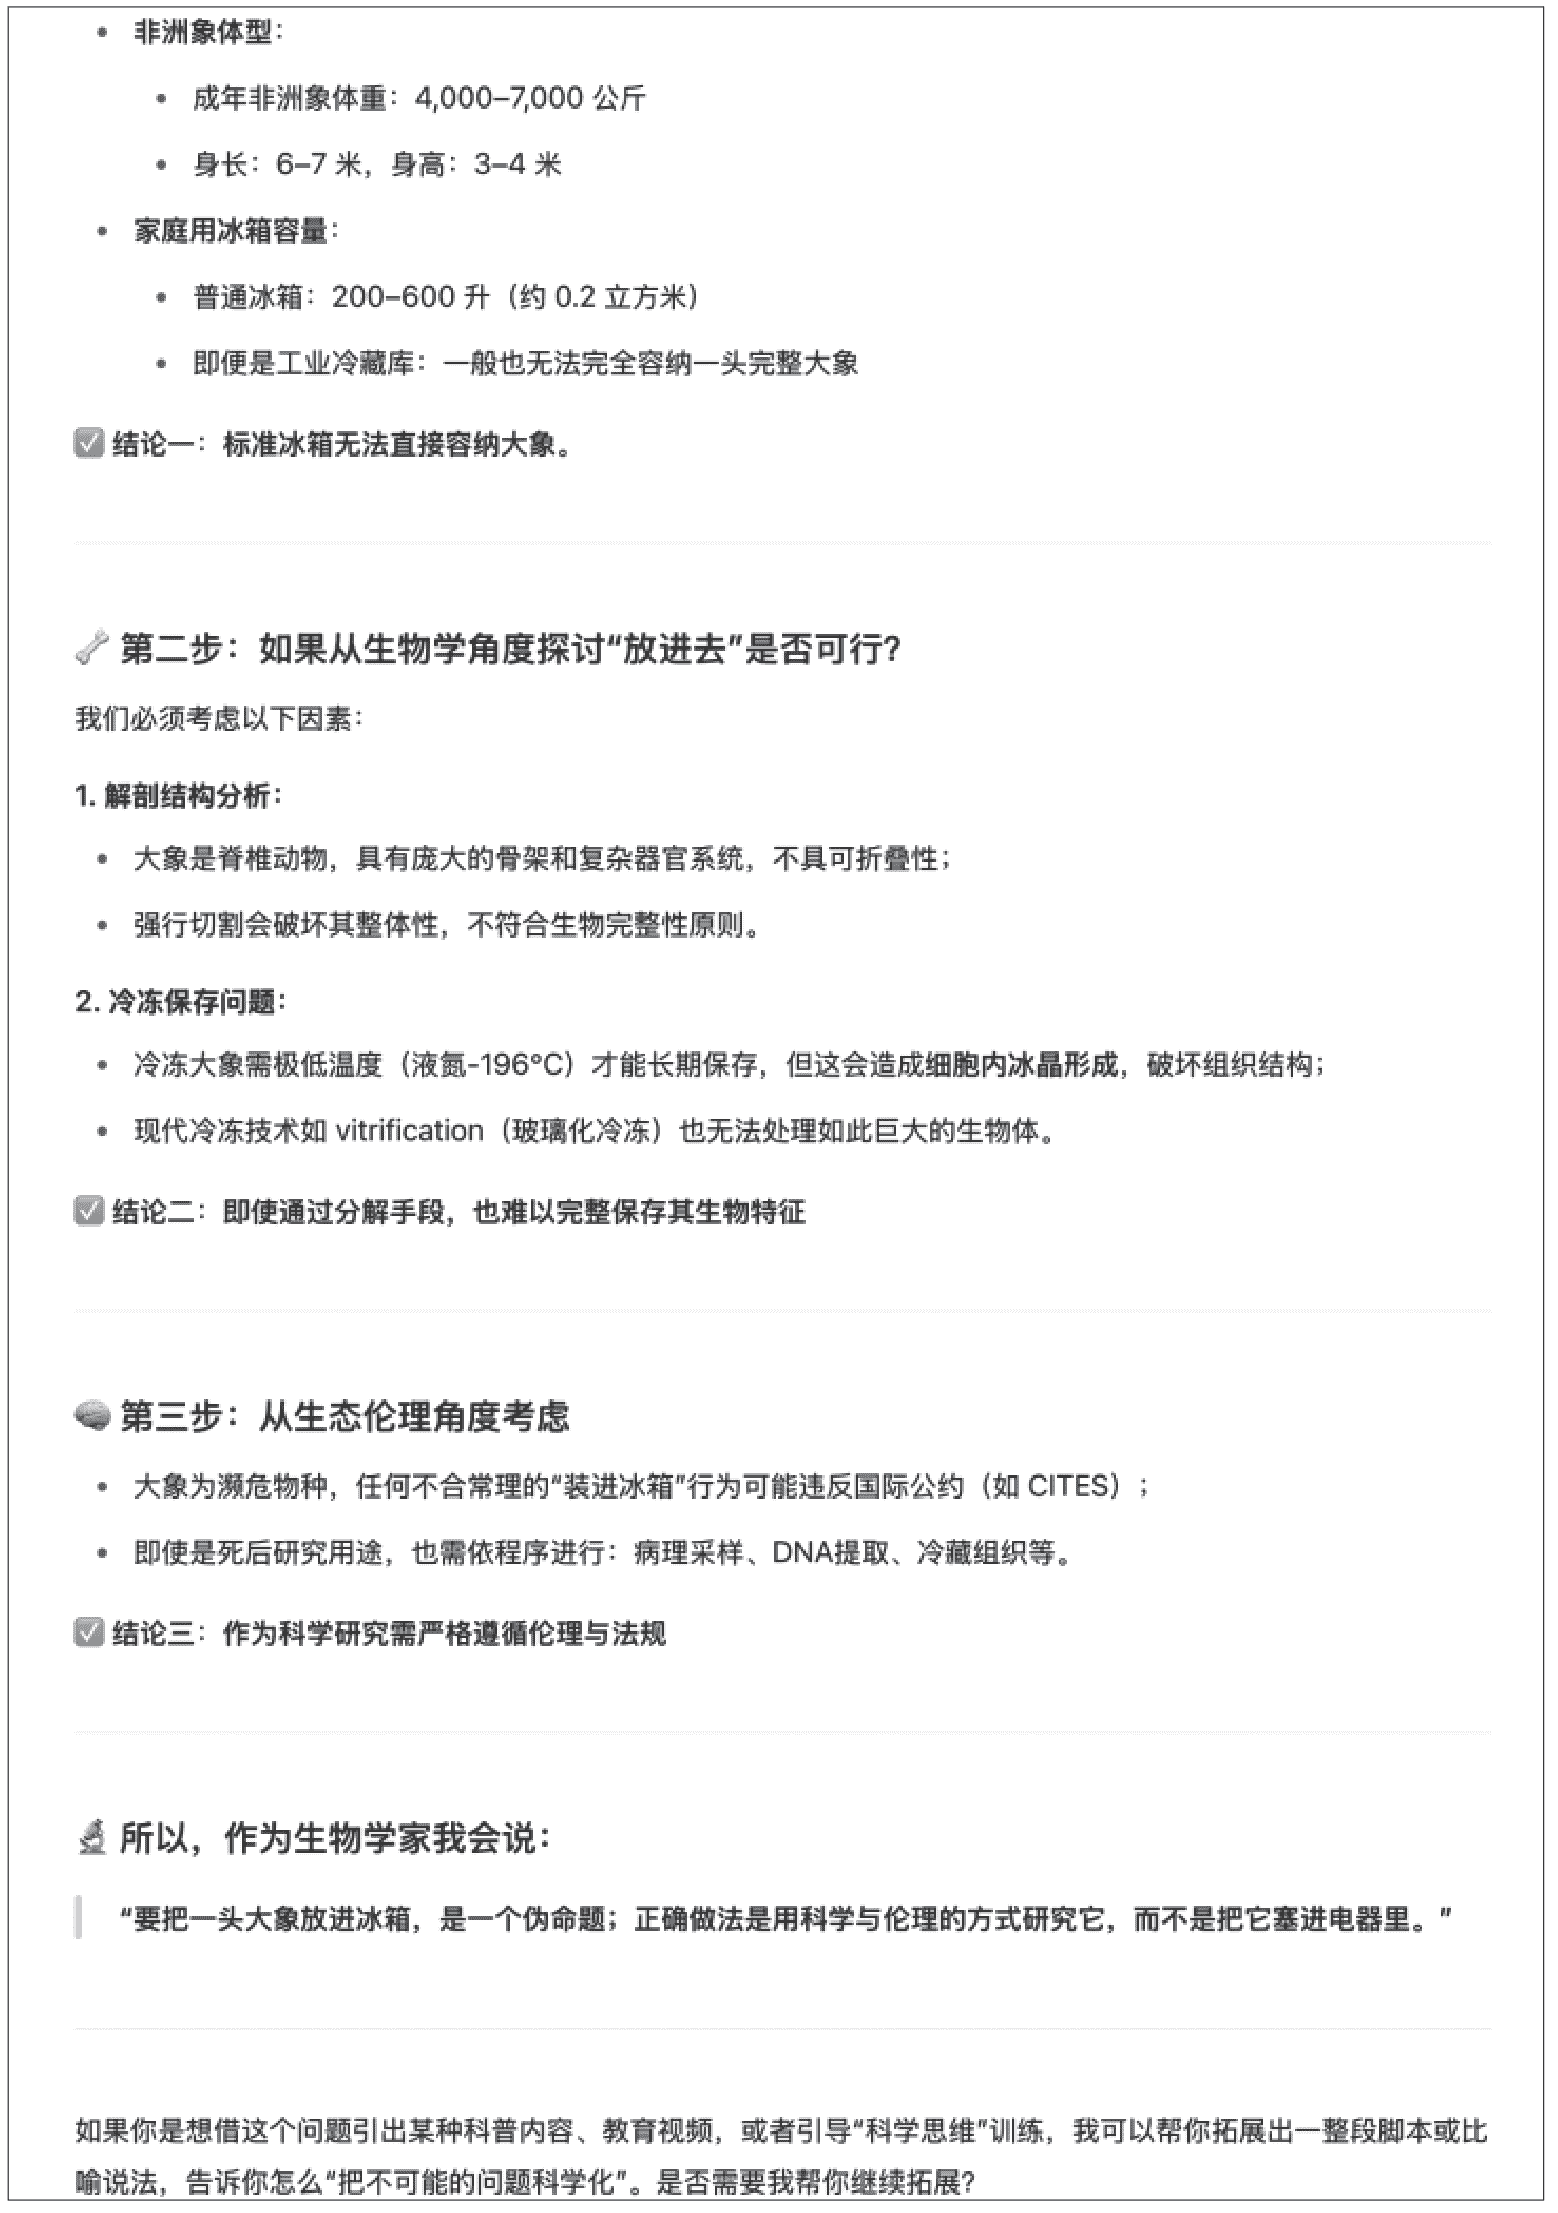 非洲象体型：
成年非洲象体重：4,000–7,000 公斤
身长：6–7 米，身高：3–4 米
家庭用冰箱容量：
普通冰箱：200–600 升（约 0.2 立方米）
即便是工业冷藏库：一般也无法完全容纳一头完整大象
结论一：标准冰箱无法直接容纳大象。
第二步：如果从生物学角度探讨“放进去”是否可行？
我们必须考虑以下因素：
1. 解剖结构分析：
大象是脊椎动物，具有庞大的骨架和复杂器官系统，不具可折叠性；
强行切割会破坏其整体性，不符合生物完整性原则。
2. 冷冻保存问题：
冷冻大象需极低温度（液氮-196°C）才能长期保存，但这会造成细胞内冰晶形成，破坏组织结构；
现代冷冻技术如 vitrification（玻璃化冷冻）也无法处理如此巨大的生物体。
结论二：即使通过分解手段，也难以完整保存其生物特征
第三步：从生态伦理角度考虑
大象为濒危物种，任何不合常理的“装进冰箱”行为可能违反国际公约（如 CITES）；
即使是死后研究用途，也需依程序进行：病理采样、DNA提取、冷藏组织等。
结论三：作为科学研究需严格遵循伦理与法规
所以，作为生物学家我会说：
“要把一头大象放进冰箱，是一个伪命题；正确做法是用科学与伦理的方式研究它，而不是把它塞进电器里。”
如果你是想借这个问题引出某种科普内容、教育视频，或者引导“科学思维”训练，我可以帮你拓展出一整段脚本或比
喻说法，告诉你怎么“把不可能的问题科学化”。是否需要我帮你继续拓展？